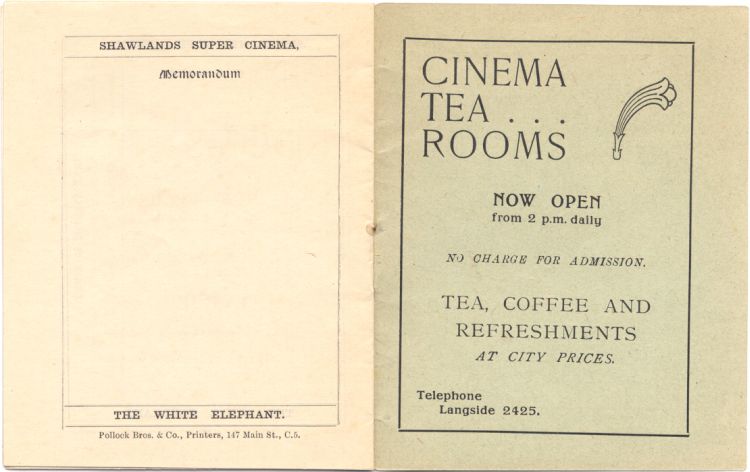 SHAWLANDS SUPER CINEMA,
Memorandum
THE WHITE ELEPHANT.
Pollock Bros. & Co., Printers, 147 Main St., C.5.
CINEMA
TEA . . .
ROOMS
NOW OPEN
from 2 p.m. daily
NO CHARGE FOR ADMISSION.
TEA, COFFEE AND
REFRESHMENTS
AT CITY PRICES.
Telephone
Langside 2425.